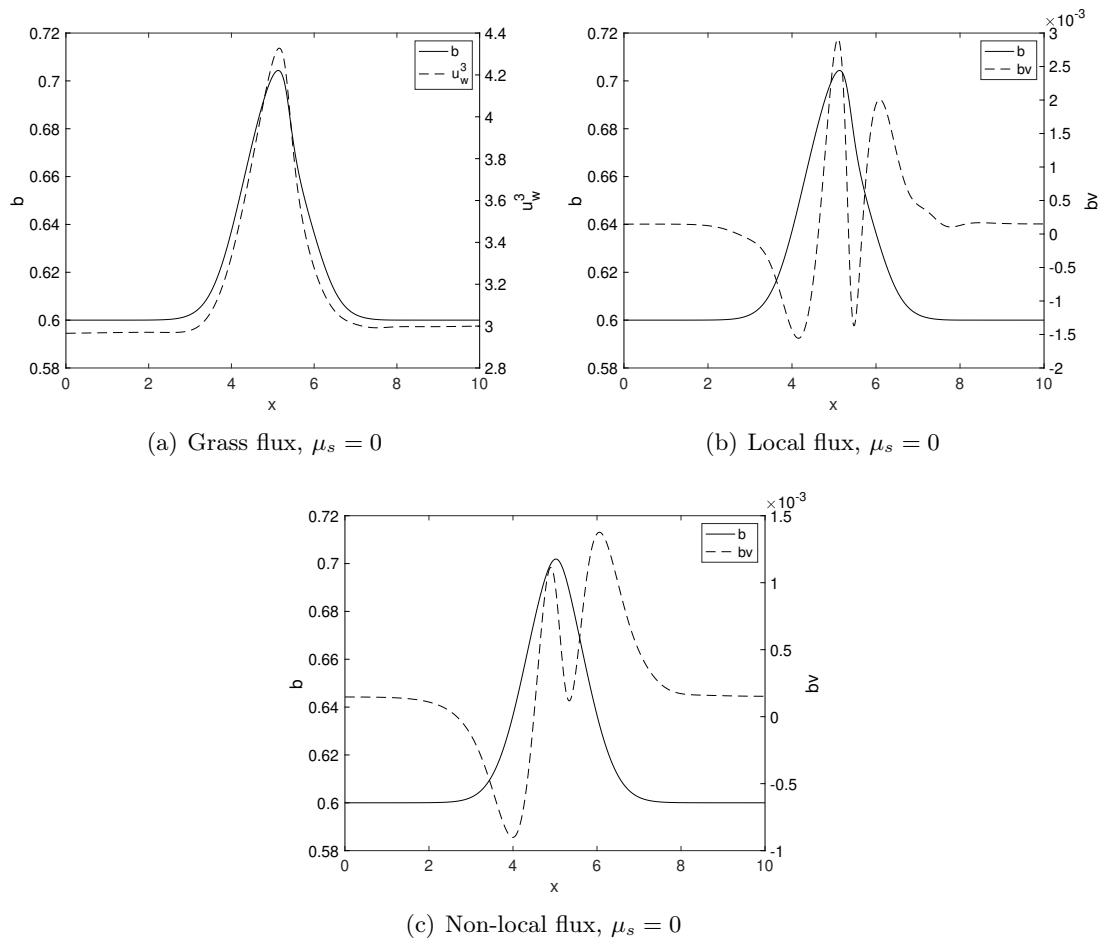 0.72
0.7
0.68
0.66
0.64
0.62
0.6
0.58
b
0 2 4 6 8 10
x
4.4
4.2
4
3.8
3.6
3.4
3.2
3
2.8
u_w^3
b
u_w^3
(a) Grass flux, μ_s = 0
0.72
0.7
0.68
0.66
0.64
0.62
0.6
0.58
b
0 2 4 6 8 10
x
×10^-3
3
2.5
2
1.5
1
0.5
0
-0.5
-1
-1.5
-2
bv
b
bv
(b) Local flux, μ_s = 0
0.72
0.7
0.68
0.66
0.64
0.62
0.6
0.58
b
0 2 4 6 8 10
x
×10^-3
1.5
1
0.5
0
-0.5
-1
bv
b
bv
(c) Non-local flux, μ_s = 0